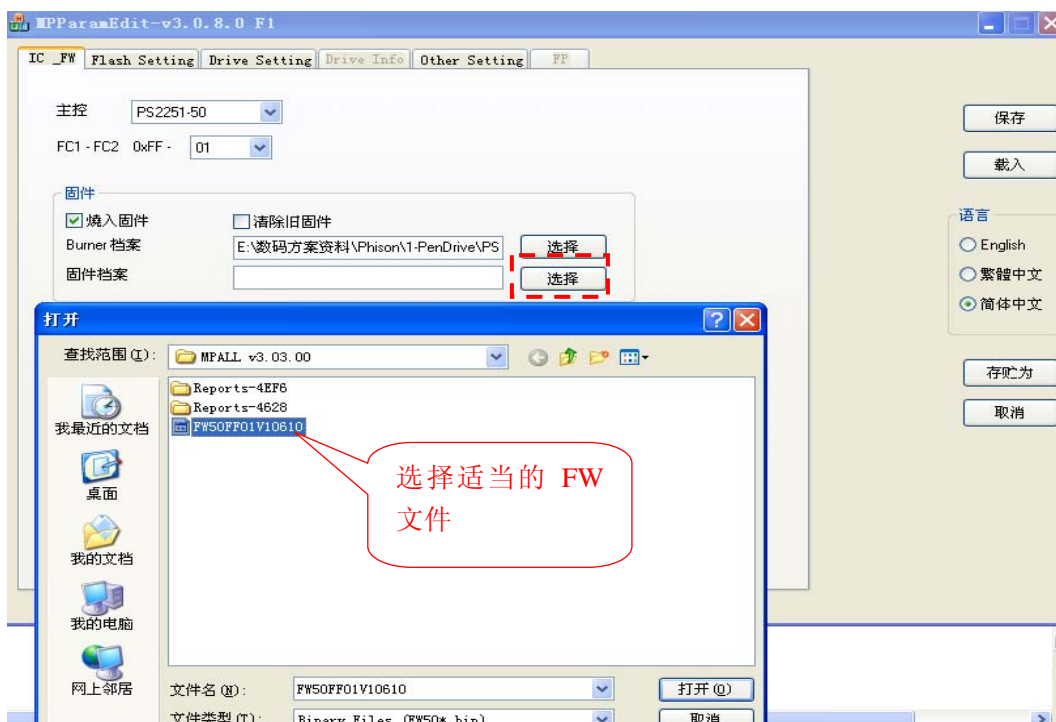 MPParamEdit-v3.0.8.0 F1
IC _FW Flash Setting Drive Setting Drive Info Other Setting FP
主控 PS2251-50
FC1 - FC2 0xFF - 01
固件
燒入固件 清除旧固件
Burner 档案 E:\数码方案资料\Phison\1-PenDrive\PS 选择
固件档案 选择
保存
载入
语言
English
繁體中文
简体中文
存贮为
取消
打开
查找范围(I): MPALL v3.03.00
Reports-4EF6
Reports-4628
FW50FF01V10610
选择适当的 FW
文件
我最近的文档
桌面
我的文档
我的电脑
网上邻居
文件名(N): FW50FF01V10610 打开(O)
文件类型(T): Binary Files (FW50*.bin) 取消